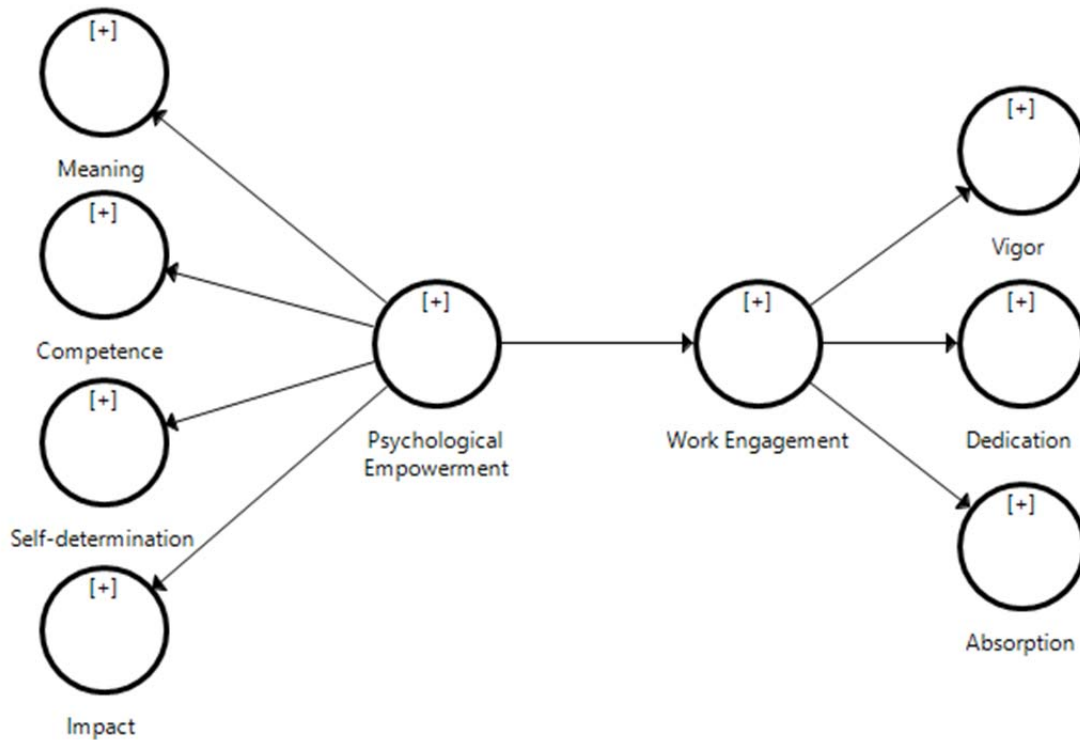 [+]
Meaning
[+]
Competence
[+]
Self-determination
[+]
Impact
[+]
Psychological
Empowerment
[+]
Work Engagement
[+]
Vigor
[+]
Dedication
[+]
Absorption